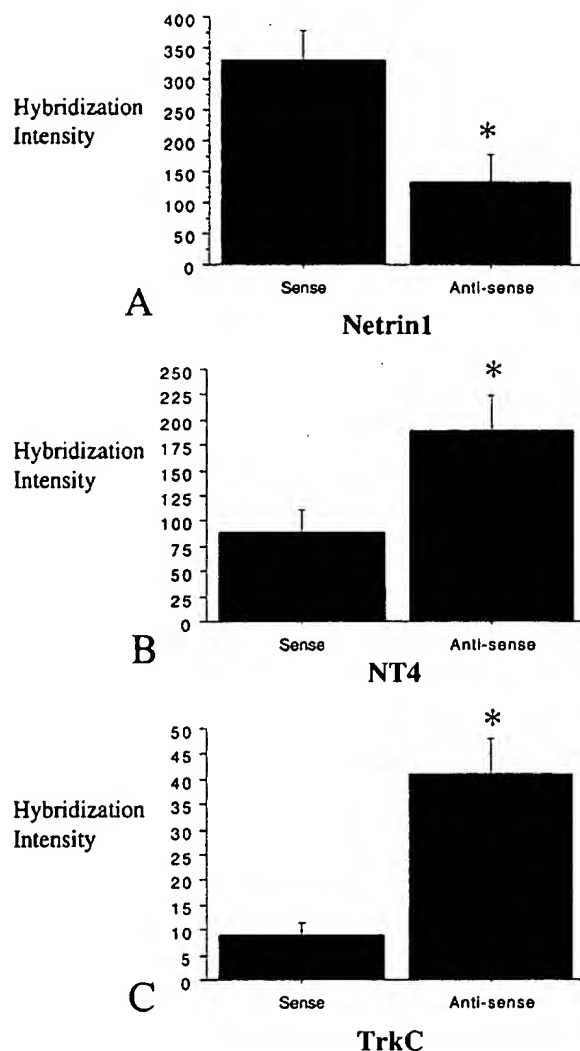 400
350
300
Hybridization
Intensity
250
200
150
100
50
0
*
A
Sense
Anti-sense
Netrin1
250
225
200
Hybridization
Intensity
175
150
125
100
75
50
25
0
*
B
Sense
Anti-sense
NT4
50
45
40
Hybridization
Intensity
35
30
25
20
15
10
5
0
*
C
Sense
Anti-sense
TrkC